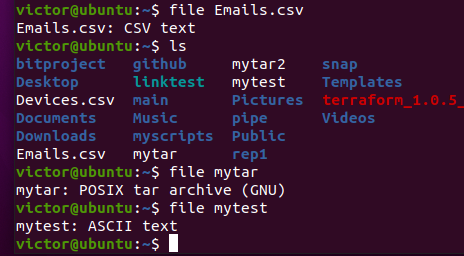 victor@ubuntu:~$ file Emails.csv
Emails.csv: CSV text
victor@ubuntu:~$ ls
bitproject github mytar2 snap
Desktop linktest mytest Templates
Devices.csv main Pictures terraform_1.0.5_
Documents Music pipe Videos
Downloads myscripts Public
Emails.csv mytar rep1
victor@ubuntu:~$ file mytar
mytar: POSIX tar archive (GNU)
victor@ubuntu:~$ file mytest
mytest: ASCII text
victor@ubuntu:~$